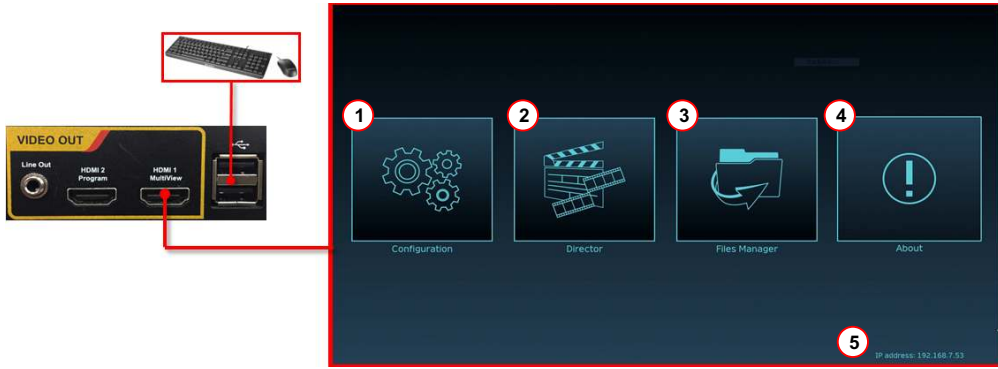 VIDEO OUT
Line Out
HDMI 2
Program
HDMI 1
MultiView
1
2
3
4
Configuration
Director
Files Manager
About
5
IP address: 192.168.7.53